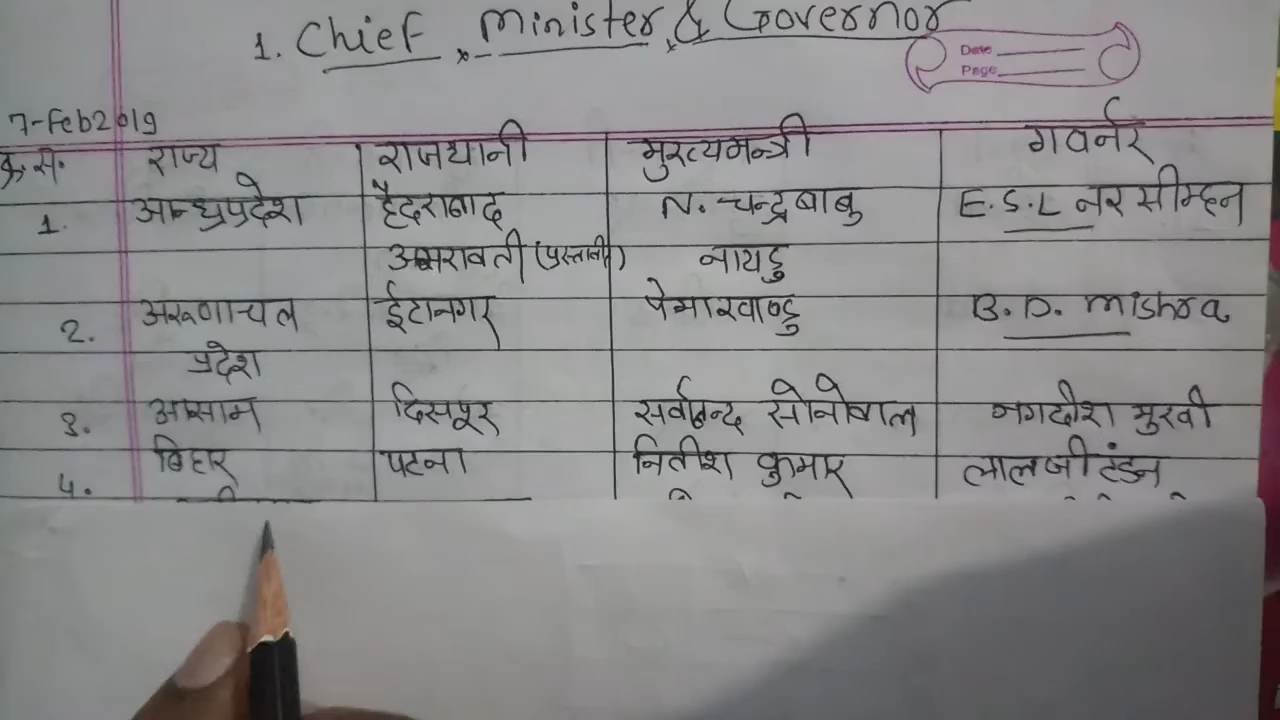 1. Chief Minister & Governor
Date
Page
7-Feb2019
क्र.सं. राज्य राजधानी मुख्यमन्त्री गवर्नर
1. आन्ध्रप्रदेश हैदराबाद N. चन्द्रबाबु E.S.L नरसीम्हन
अमरावती (प्रस्तावी) नायडु
2. अरूणाचल ईटानगर पेमाखाण्डु B.D. Mishra
प्रदेश
3. आसाम दिसपूर सर्वानन्द सोनोवाल जगदीश मुखी
4. बिहार पटना नितीश कुमार लालजी टंडन